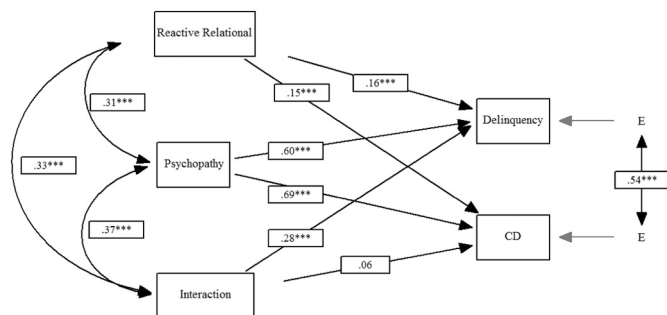 Reactive Relational
.16***
.31***
.15***
Delinquency
E
.60***
Psychopathy
.33***
.54***
.69***
.37***
.28***
CD
E
.06
Interaction